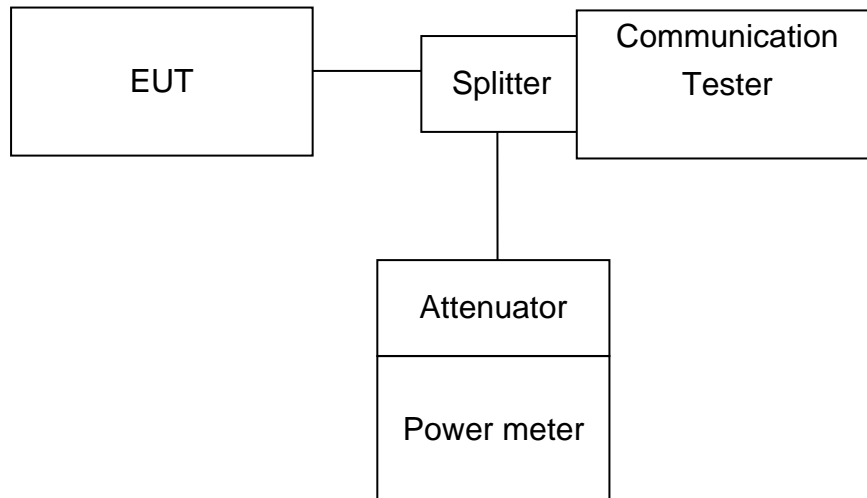 EUT
Splitter
Communication
Tester
Attenuator
Power meter